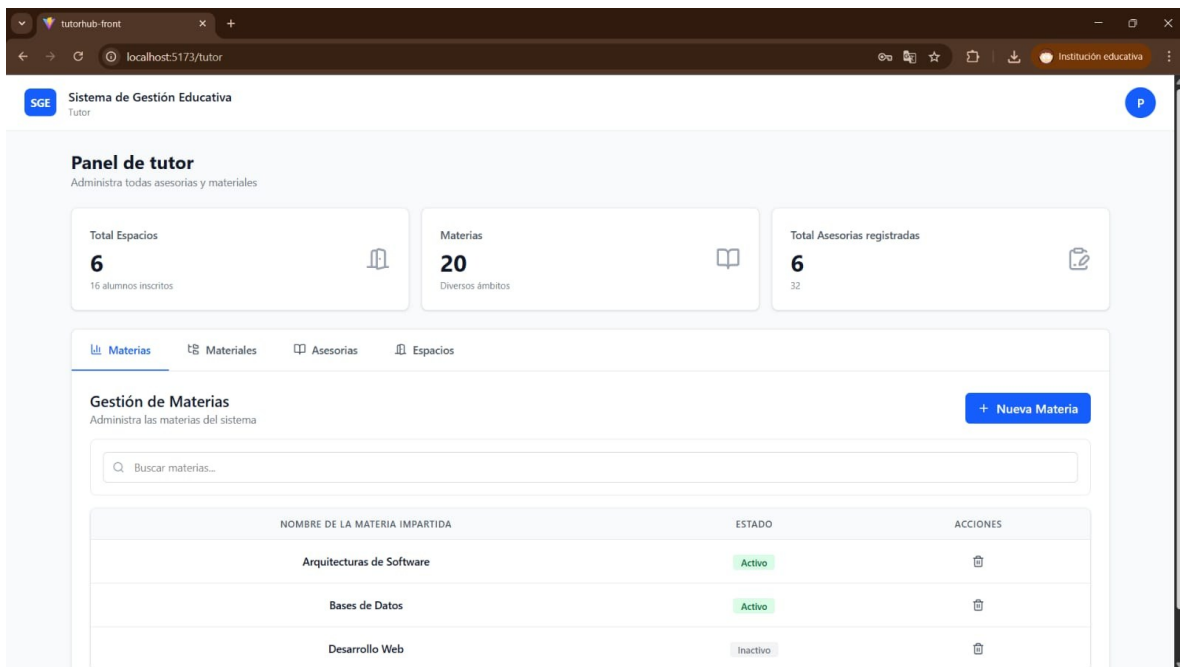 tutorhub-front
localhost:5173/tutor
Institución educativa
SGE
Sistema de Gestión Educativa
Tutor
P
Panel de tutor
Administra todas asesorias y materiales
Total Espacios
6
16 alumnos inscritos
Materias
20
Diversos ámbitos
Total Asesorias registradas
6
32
Materias Materiales Asesorias Espacios
Gestión de Materias
Administra las materias del sistema
+ Nueva Materia
Buscar materias...
NOMBRE DE LA MATERIA IMPARTIDA ESTADO ACCIONES
Arquitecturas de Software Activo
Bases de Datos Activo
Desarrollo Web Inactivo